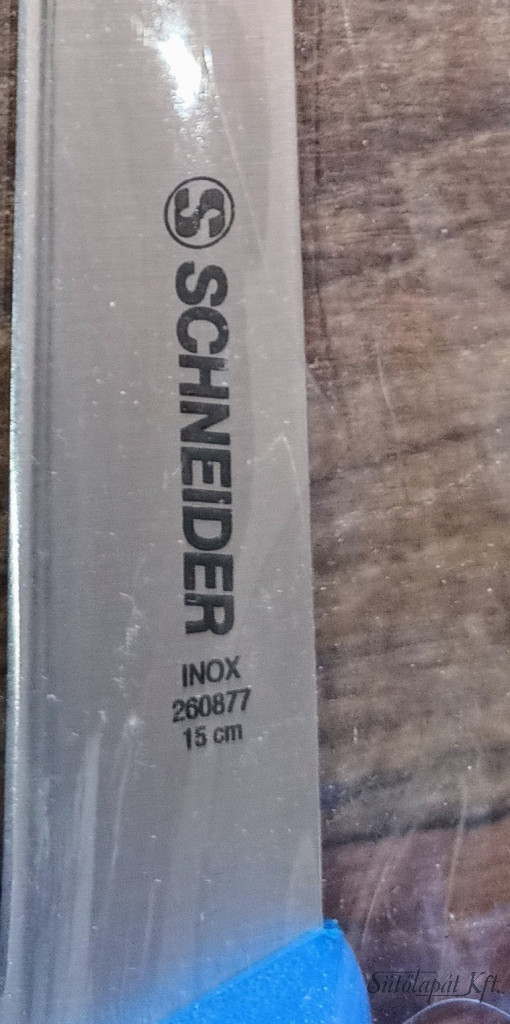 S SCHNEIDER
INOX
260877
15 cm
Sütőlapát Kft.